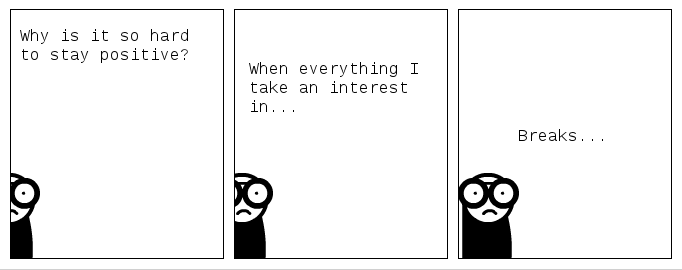 Why is it so hard
to stay positive?
When everything I
take an interest
in...
Breaks...